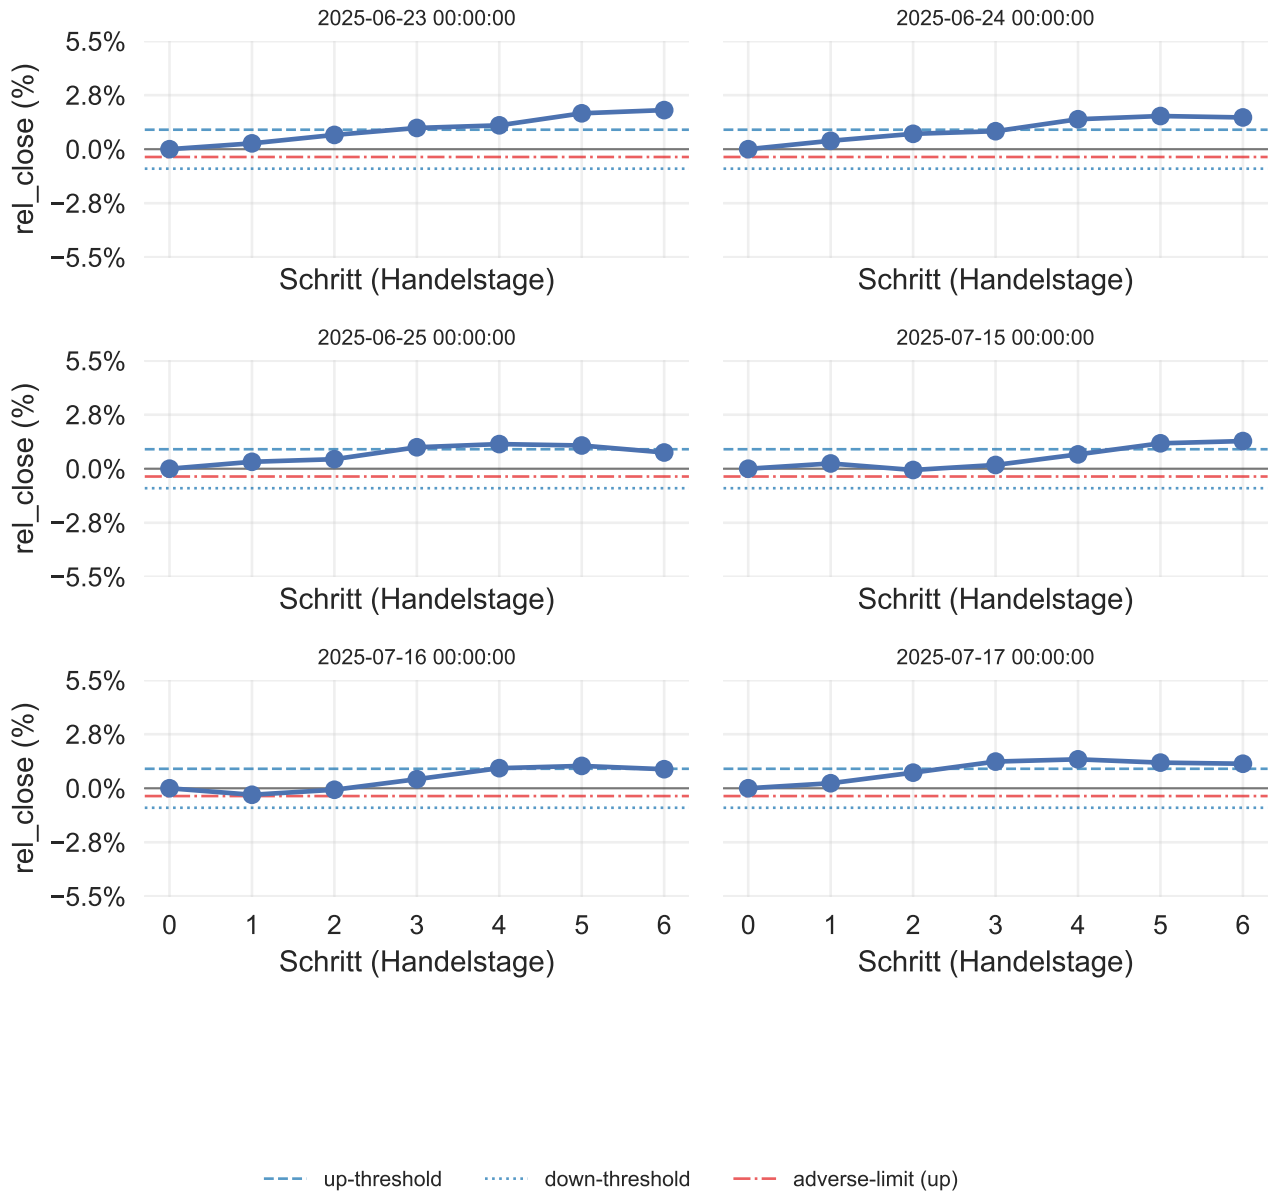 2025-06-23 00:00:00
2025-06-24 00:00:00
5.5%
2.8%
0.0%
−2.8%
−5.5%
rel_close (%)
Schritt (Handelstage)
Schritt (Handelstage)
2025-06-25 00:00:00
2025-07-15 00:00:00
5.5%
2.8%
0.0%
−2.8%
−5.5%
rel_close (%)
Schritt (Handelstage)
Schritt (Handelstage)
2025-07-16 00:00:00
2025-07-17 00:00:00
5.5%
2.8%
0.0%
−2.8%
−5.5%
rel_close (%)
0 1 2 3 4 5 6
0 1 2 3 4 5 6
Schritt (Handelstage)
Schritt (Handelstage)
up-threshold
down-threshold
adverse-limit (up)